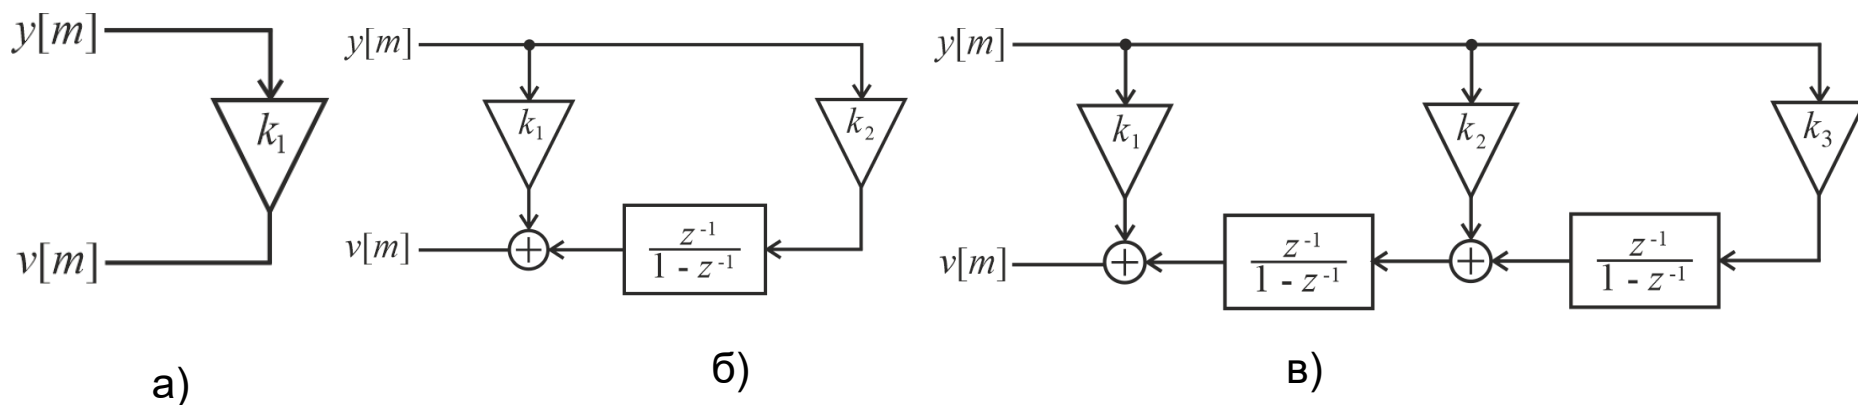 y[m]
k₁
v[m]
а)
y[m]
k₁
k₂
v[m]
z⁻¹
1 - z⁻¹
б)
y[m]
k₁
k₂
k₃
v[m]
z⁻¹
1 - z⁻¹
z⁻¹
1 - z⁻¹
в)